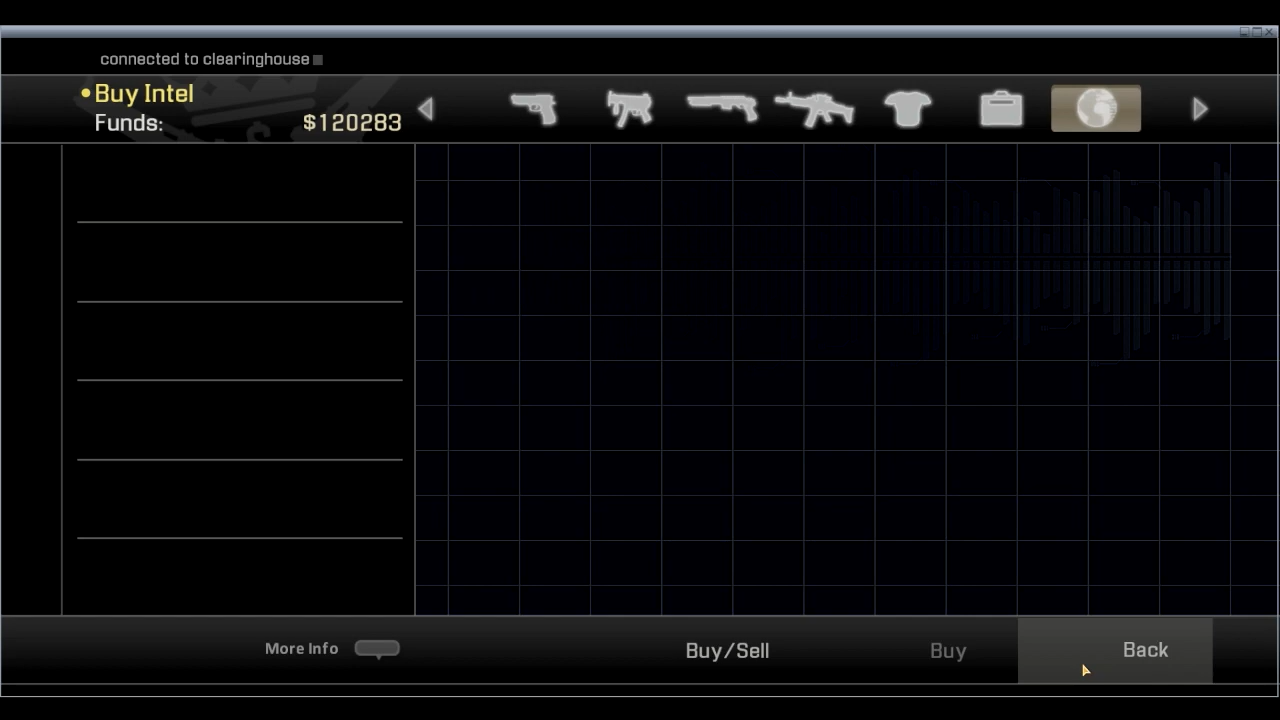 connected to clearinghouse
Buy Intel
Funds: $120283
More Info
Buy/Sell
Buy
Back